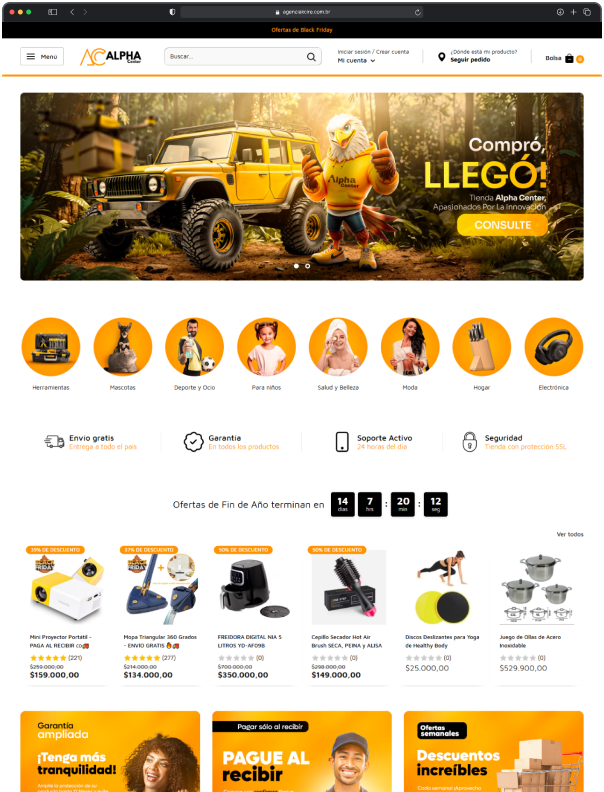 agenciakciro.com.br
Ofertas de Black Friday
Menú
AC ALPHA
Center
Buscar...
Iniciar sesión / Crear cuenta
Mi cuenta
¿Dónde está mi producto?
Seguir pedido
Bolsa
0
Alpha
Center
Compró,
LLEGÓ!
Tienda Alpha Center,
Apasionados Por La Innovación
CONSULTE
Herramientas
Mascotas
Deporte y Ocio
Para niños
Salud y Belleza
Moda
Hogar
Electrónica
Envío gratis
Entrega a todo el país
Garantía
En todos los productos
Soporte Activo
24 horas del día
Seguridad
Tienda con protección SSL
Ofertas de Fin de Año terminan en
14 : 7 : 20 : 12
días hrs min seg
Ver todos
39% DE DESCUENTO
37% DE DESCUENTO
50% DE DESCUENTO
50% DE DESCUENTO
Mini Proyector Portátil -
PAGA AL RECIBIR co
(221)
$259.000,00
$159.000,00
Mopa Triangular 360 Grados
- ENVIO GRATIS
(277)
$214.000,00
$134.000,00
FREIDORA DIGITAL NIA 5
LITROS YD-AF09B
(0)
$700.000,00
$350.000,00
Cepillo Secador Hot Air
Brush SECA, PEINA y ALISA
(0)
$298.000,00
$149.000,00
Discos Deslizantes para Yoga
de Healthy Body
(0)
$25.000,00
Juego de Ollas de Acero
Inoxidable
(0)
$529.900,00
Garantía
ampliada
¡Tenga más
tranquilidad!
Pagar sólo al recibir
PAGUE AL
recibir
Ofertas
semanales
Descuentos
increíbles